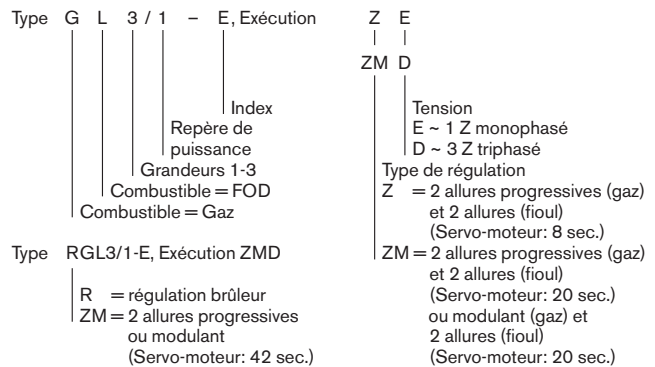 Type G L 3 / 1 – E, Exécution Z E
ZM D
Index
Repère de
puissance
Grandeurs 1-3
Combustible = FOD
Combustible = Gaz
Tension
E ~ 1 Z monophasé
D ~ 3 Z triphasé
Type de régulation
Z = 2 allures progressives (gaz)
et 2 allures (fioul)
(Servo-moteur: 8 sec.)
ZM = 2 allures progressives (gaz)
et 2 allures (fioul)
(Servo-moteur: 20 sec.)
ou modulant (gaz) et
2 allures (fioul)
(Servo-moteur: 20 sec.)
Type RGL3/1-E, Exécution ZMD
R = régulation brûleur
ZM = 2 allures progressives
ou modulant
(Servo-moteur: 42 sec.)